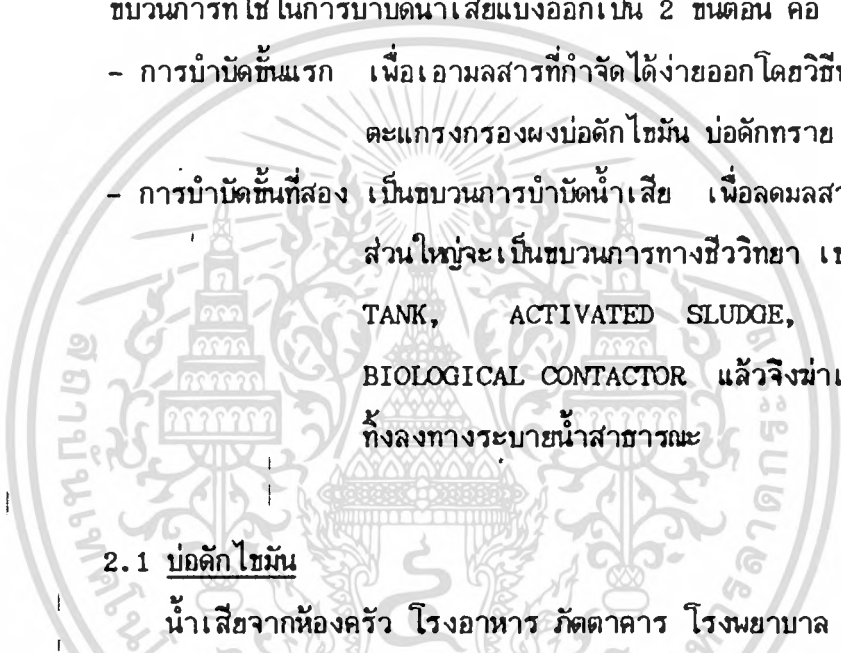 ขบวนการที่ใช้ในการบำบัดน้ำเสียแบ่งออกเป็น 2 ขั้นตอน คือ
- การบำบัดขั้นแรก เพื่อเอามลสารที่กำจัดได้ง่ายออกโดยวิธี
ตะแกรงกรองผงบ่อดักไขมัน บ่อดักทราย
- การบำบัดขั้นที่สอง เป็นขบวนการบำบัดน้ำเสีย เพื่อลดมลสา
ส่วนใหญ่จะเป็นขบวนการทางชีววิทยา เช
TANK, ACTIVATED SLUDGE,
BIOLOGICAL CONTACTOR แล้วจึงฆ่าเ
ทิ้งลงทางระบายน้ำสาธารณะ
2.1 บ่อดักไขมัน
น้ำเสียจากห้องครัว โรงอาหาร ภัตตาคาร โรงพยาบาล